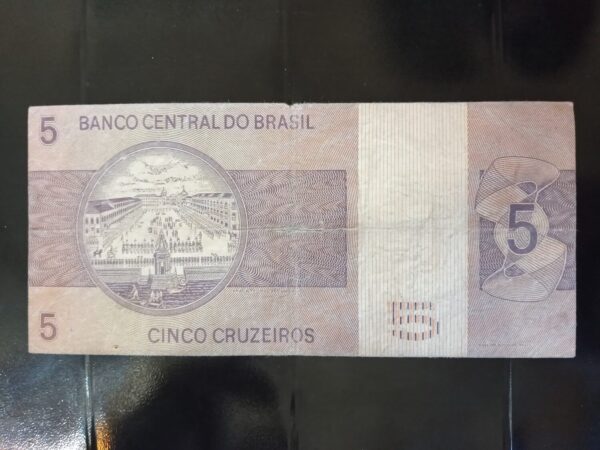 5 BANCO CENTRAL DO BRASIL
5
5
5 CINCO CRUZEIROS